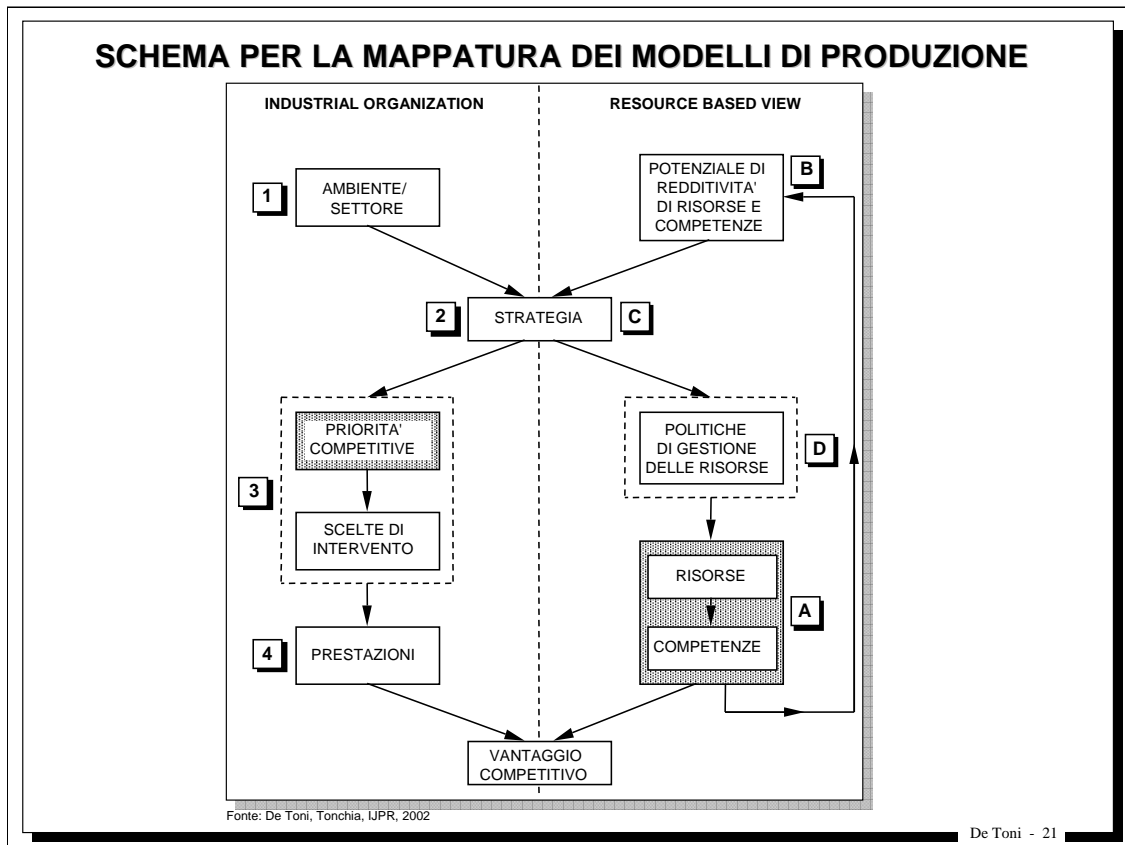 SCHEMA PER LA MAPPATURA DEI MODELLI DI PRODUZIONE
INDUSTRIAL ORGANIZATION
RESOURCE BASED VIEW
1
AMBIENTE/
SETTORE
POTENZIALE DI
REDDITIVITA'
DI RISORSE E
COMPETENZE
B
2
STRATEGIA
C
PRIORITA'
COMPETITIVE
3
SCELTE DI
INTERVENTO
POLITICHE
DI GESTIONE
DELLE RISORSE
D
RISORSE
A
COMPETENZE
4
PRESTAZIONI
VANTAGGIO
COMPETITIVO
Fonte: De Toni, Tonchia, IJPR, 2002
De Toni - 21